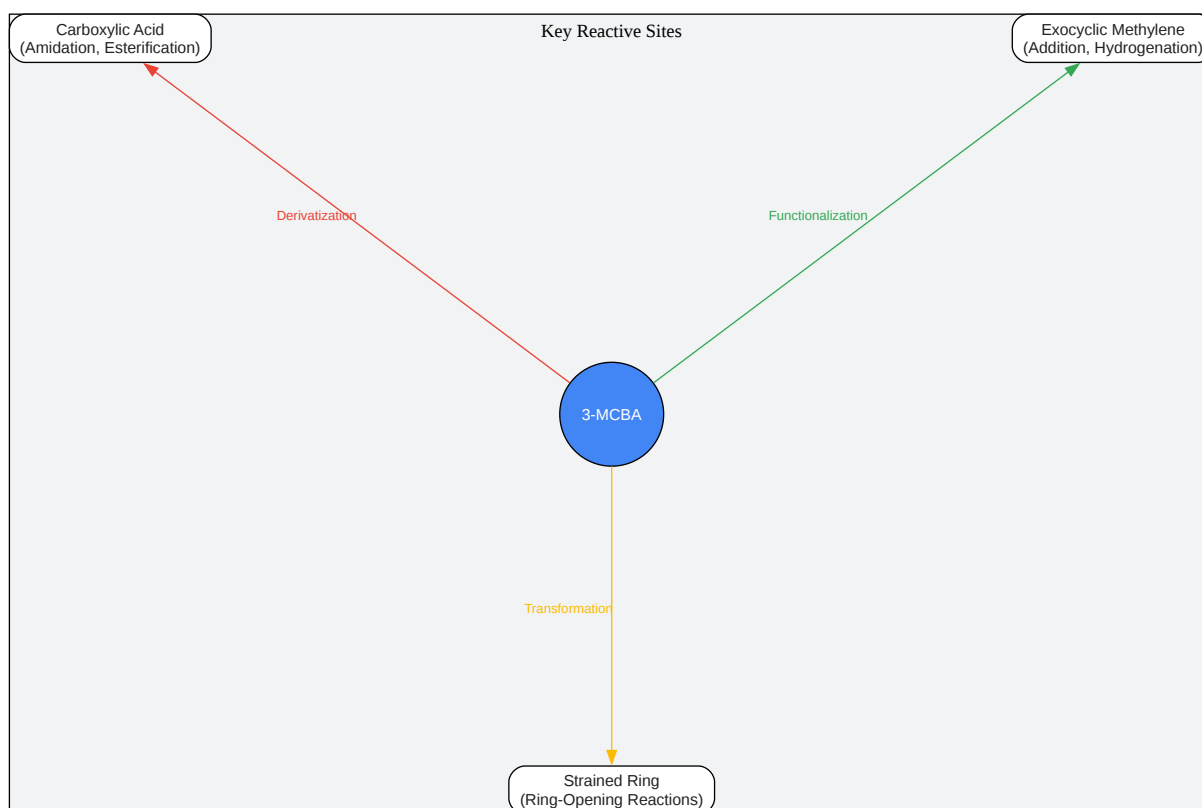 Key Reactive Sites
Carboxylic Acid
(Amidation, Esterification)
Exocyclic Methylene
(Addition, Hydrogenation)
Derivatization
Functionalization
3-MCBA
Transformation
Strained Ring
(Ring-Opening Reactions)